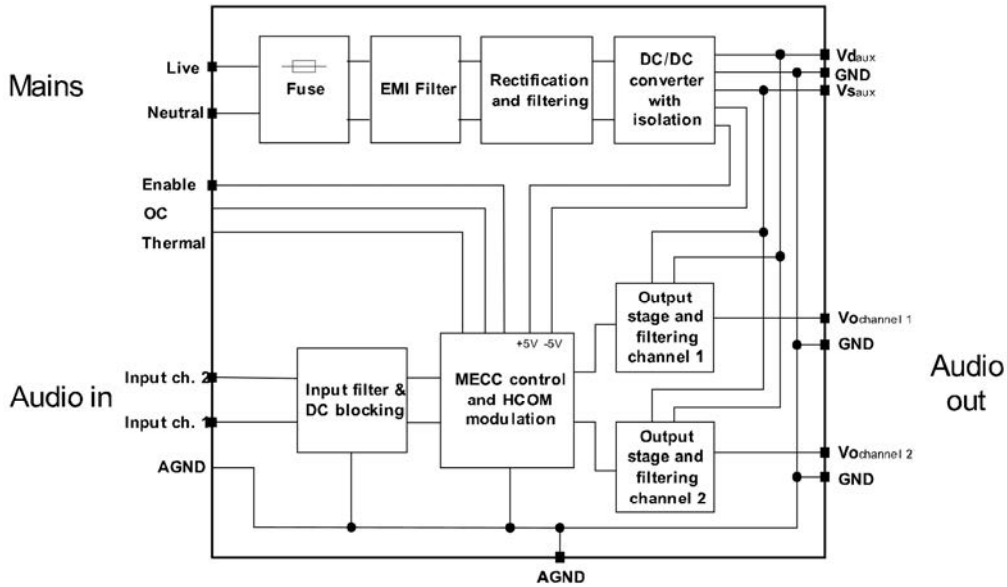 Mains
Live
Neutral
Fuse
EMI Filter
Rectification
and filtering
DC/DC
converter
with
isolation
Vdaux
GND
Vsaux
Enable
OC
Thermal
Output
stage and
filtering
channel 1
Vochannel 1
GND
+5V -5V
MECC control
and HCOM
modulation
Audio in
Input ch. 2
Input ch. 1
AGND
Input filter &
DC blocking
Output
stage and
filtering
channel 2
Vochannel 2
GND
Audio
out
AGND